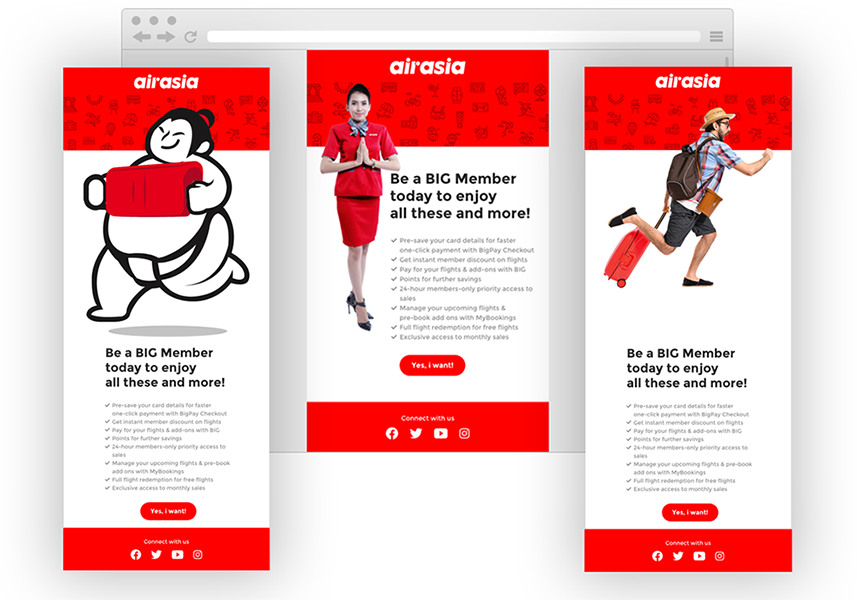 airasia
Be a BIG Member
today to enjoy
all these and more!
Pre-save your card details for faster
one-click payment with BigPay Checkout
Get instant member discount on flights
Pay for your flights & add-ons with BIG
Points for further savings
24-hour members-only priority access to
sales
Manage your upcoming flights & pre-book
add ons with MyBookings
Full flight redemption for free flights
Exclusive access to monthly sales
Yes, i want!
Connect with us
airasia
Be a BIG Member
today to enjoy
all these and more!
Pre-save your card details for faster
one-click payment with BigPay Checkout
Get instant member discount on flights
Pay for your flights & add-ons with BIG
Points for further savings
24-hour members-only priority access to
sales
Manage your upcoming flights &
pre-book add ons with MyBookings
Full flight redemption for free flights
Exclusive access to monthly sales
Yes, i want!
Connect with us
airasia
Be a BIG Member
today to enjoy
all these and more!
Pre-save your card details for faster
one-click payment with BigPay Checkout
Get instant member discount on flights
Pay for your flights & add-ons with BIG
Points for further savings
24-hour members-only priority access to
sales
Manage your upcoming flights & pre-book
add ons with MyBookings
Full flight redemption for free flights
Exclusive access to monthly sales
Yes, i want!
Connect with us